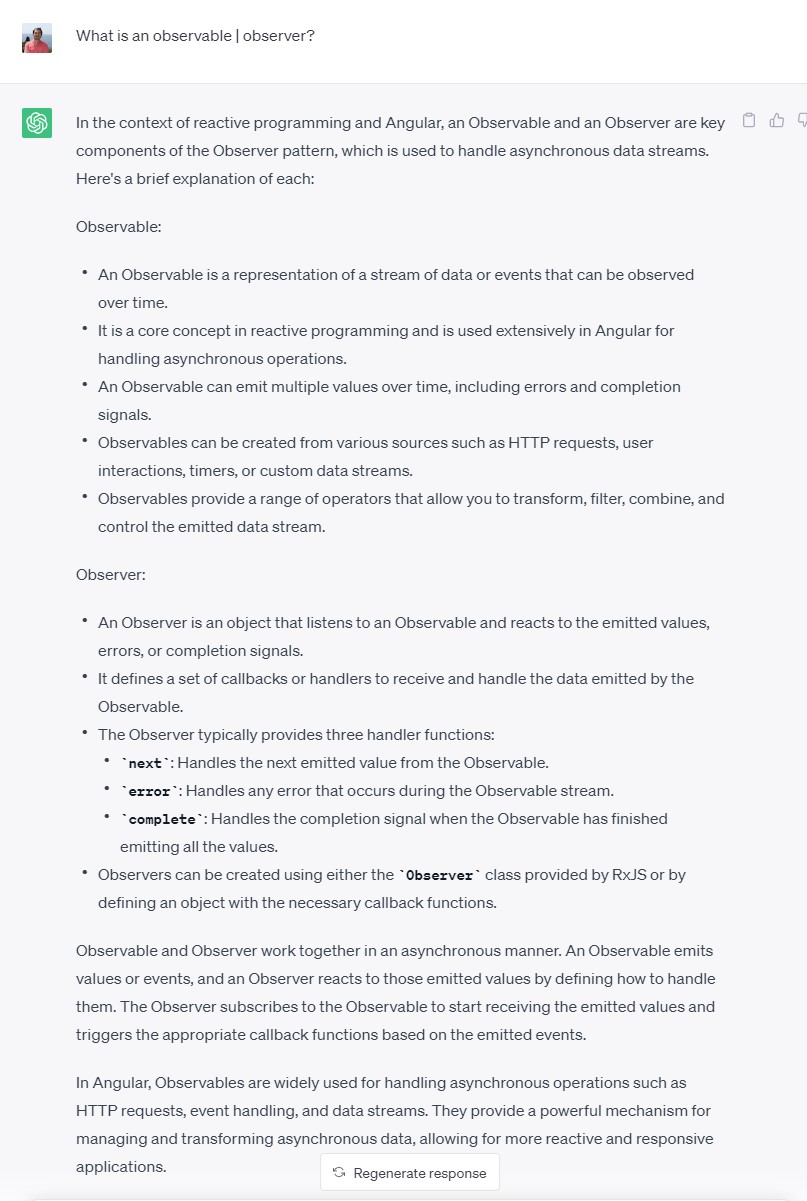 What is an observable | observer?
In the context of reactive programming and Angular, an Observable and an Observer are key
components of the Observer pattern, which is used to handle asynchronous data streams.
Here's a brief explanation of each:
Observable:
• An Observable is a representation of a stream of data or events that can be observed
over time.
• It is a core concept in reactive programming and is used extensively in Angular for
handling asynchronous operations.
• An Observable can emit multiple values over time, including errors and completion
signals.
• Observables can be created from various sources such as HTTP requests, user
interactions, timers, or custom data streams.
• Observables provide a range of operators that allow you to transform, filter, combine, and
control the emitted data stream.
Observer:
• An Observer is an object that listens to an Observable and reacts to the emitted values,
errors, or completion signals.
• It defines a set of callbacks or handlers to receive and handle the data emitted by the
Observable.
• The Observer typically provides three handler functions:
• `next`: Handles the next emitted value from the Observable.
• `error`: Handles any error that occurs during the Observable stream.
• `complete`: Handles the completion signal when the Observable has finished
emitting all the values.
• Observers can be created using either the `Observer` class provided by RxJS or by
defining an object with the necessary callback functions.
Observable and Observer work together in an asynchronous manner. An Observable emits
values or events, and an Observer reacts to those emitted values by defining how to handle
them. The Observer subscribes to the Observable to start receiving the emitted values and
triggers the appropriate callback functions based on the emitted events.
In Angular, Observables are widely used for handling asynchronous operations such as
HTTP requests, event handling, and data streams. They provide a powerful mechanism for
managing and transforming asynchronous data, allowing for more reactive and responsive
applications.
Regenerate response